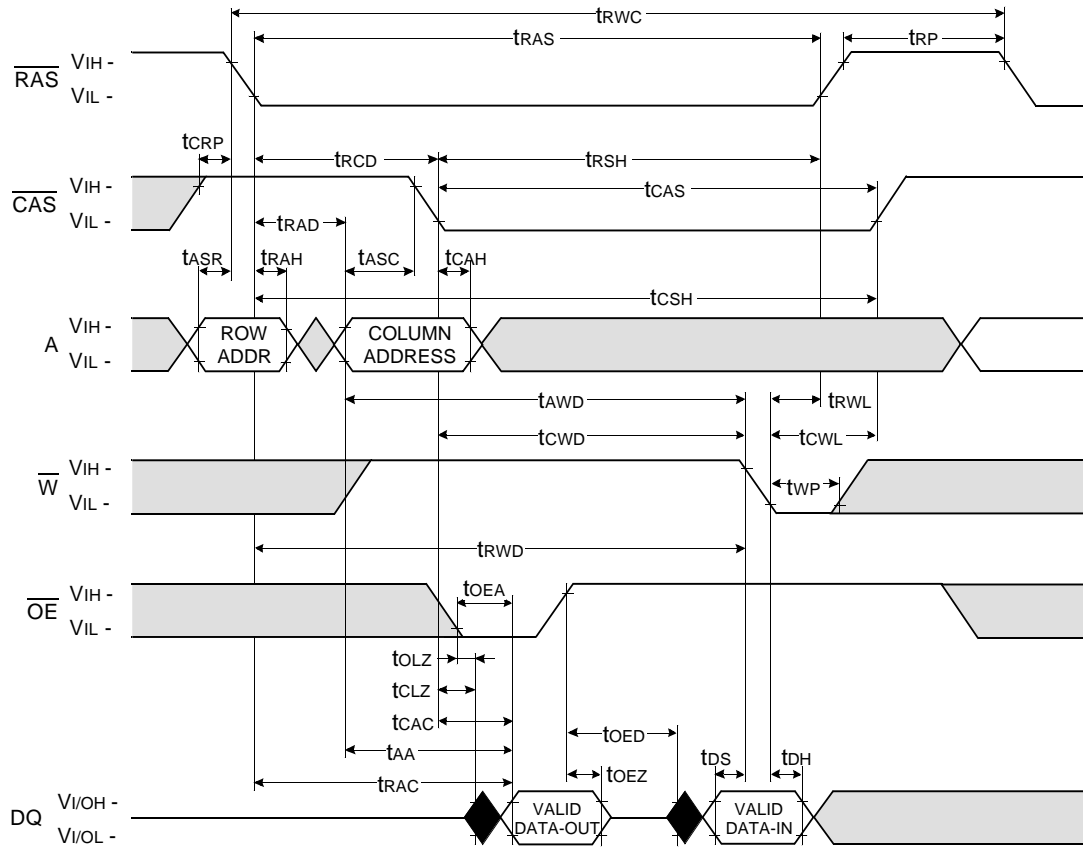 tRWC
tRAS
tRP
RAS
VIH -
VIL -
tCRP
tRCD
tRSH
CAS
VIH -
VIL -
tCAS
tRAD
tASR
tRAH
tASC
tCAH
tCSH
A
VIH -
VIL -
ROW
ADDR
COLUMN
ADDRESS
tAWD
tRWL
tCWD
tCWL
W
VIH -
VIL -
tWP
tRWD
OE
VIH -
VIL -
tOEA
tOLZ
tCLZ
tCAC
tOED
tAA
tDS
tDH
tOEZ
tRAC
DQ
VI/OH -
VI/OL -
VALID
DATA-OUT
VALID
DATA-IN